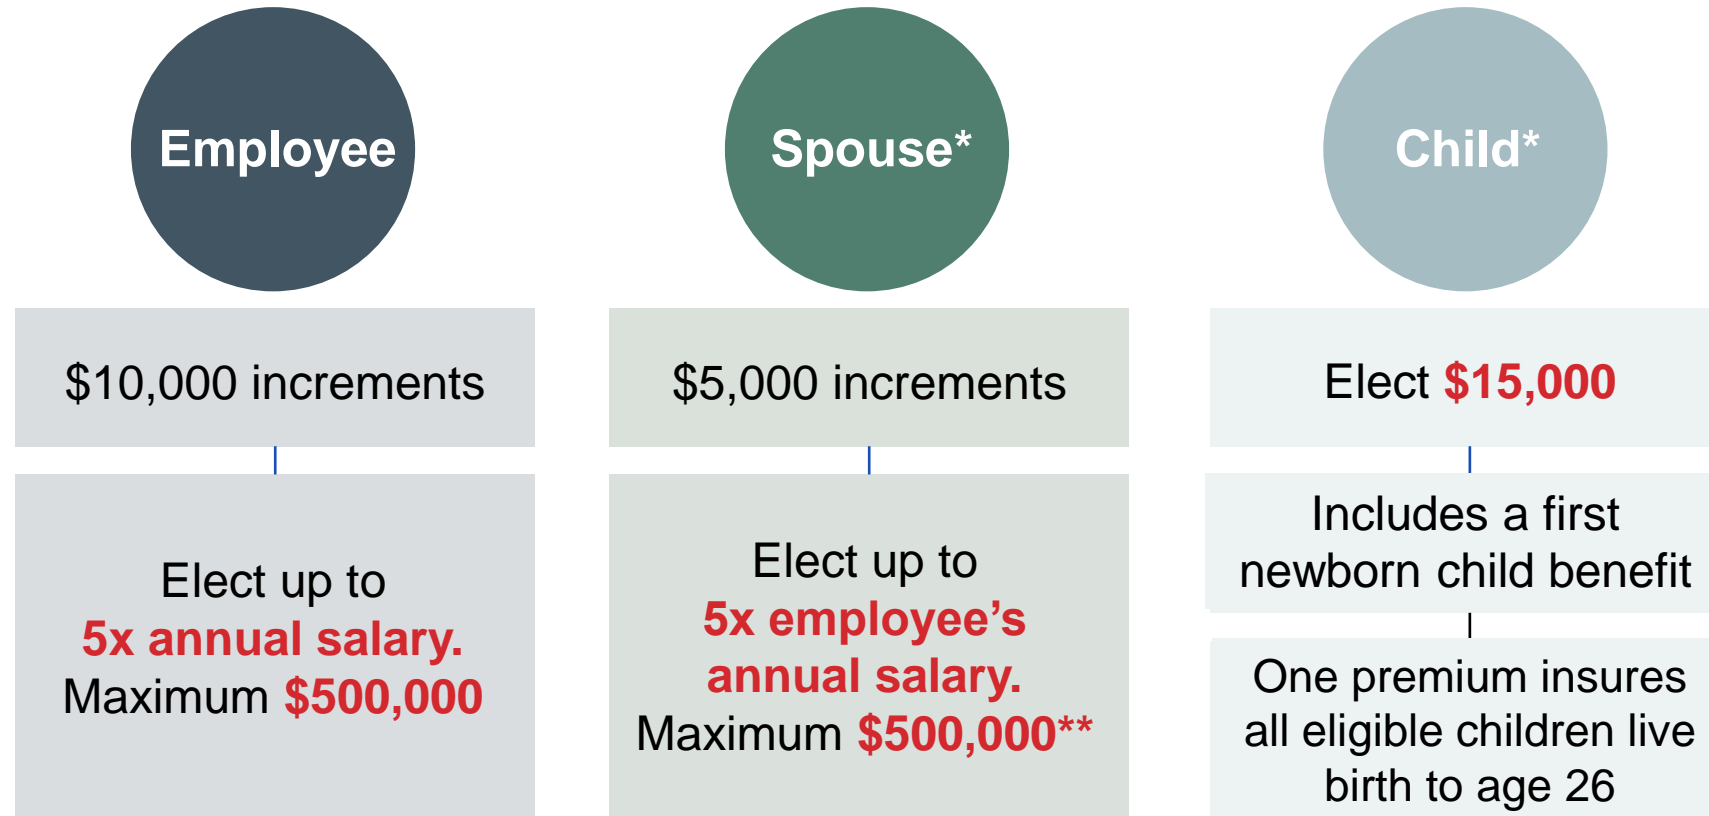 Employee
$10,000 increments
Elect up to
5x annual salary.
Maximum $500,000
Spouse*
$5,000 increments
Elect up to
5x employee’s
annual salary.
Maximum $500,000**
Child*
Elect $15,000
Includes a first
newborn child benefit
One premium insures
all eligible children live
birth to age 26